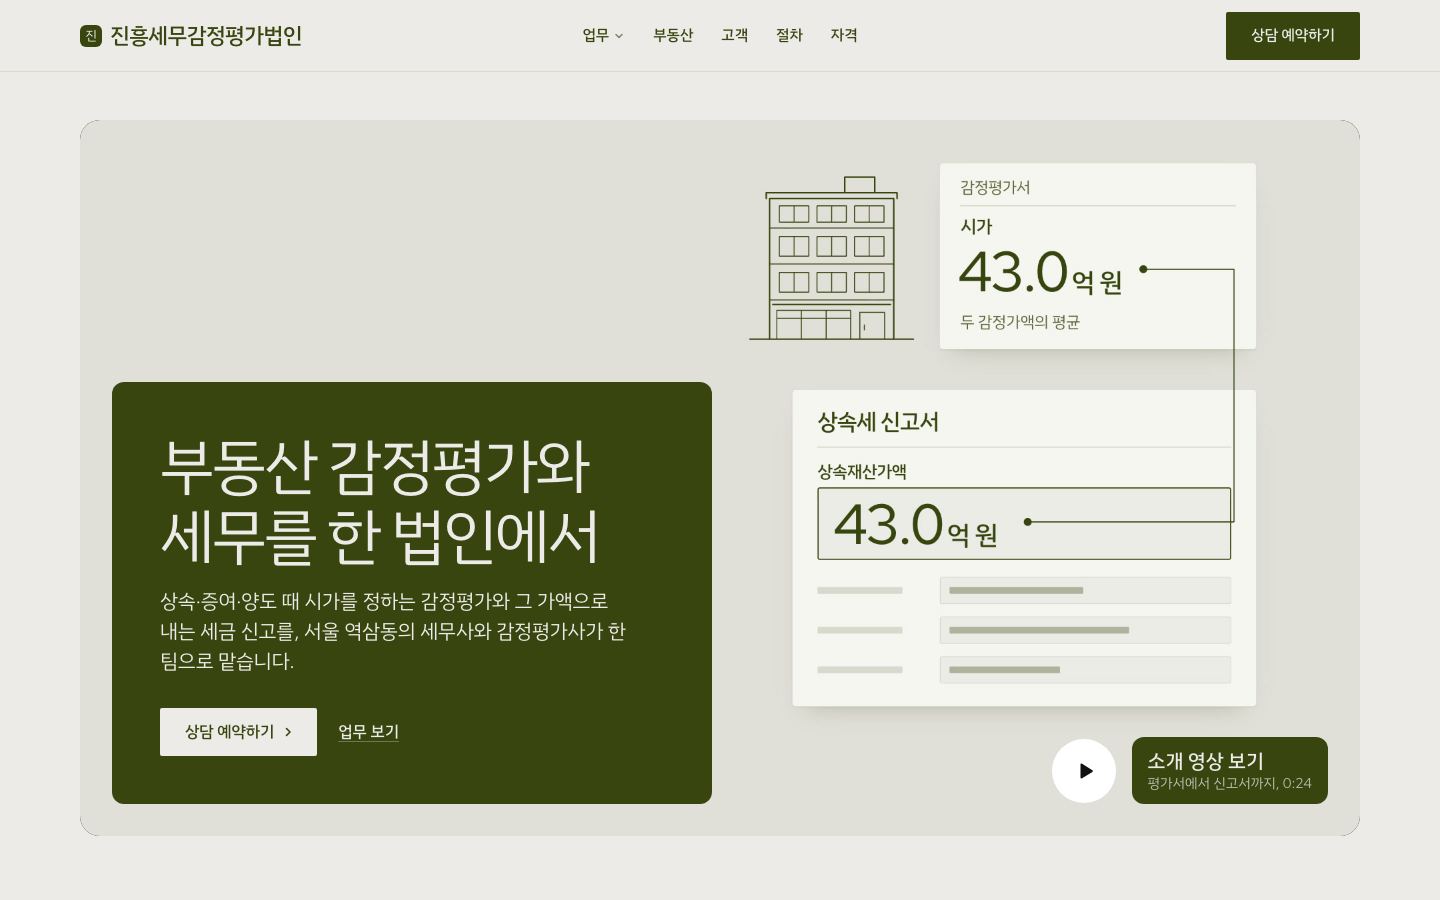 진 진흥세무감정평가법인
업무 부동산 고객 절차 자격
상담 예약하기
감정평가서
시가
43.0억 원
두 감정가액의 평균
부동산 감정평가와
세무를 한 법인에서
상속·증여·양도 때 시가를 정하는 감정평가와 그 가액으로
내는 세금 신고를, 서울 역삼동의 세무사와 감정평가사가 한
팀으로 맡습니다.
상담 예약하기
업무 보기
상속세 신고서
상속재산가액
43.0억 원
소개 영상 보기
평가서에서 신고서까지, 0:24